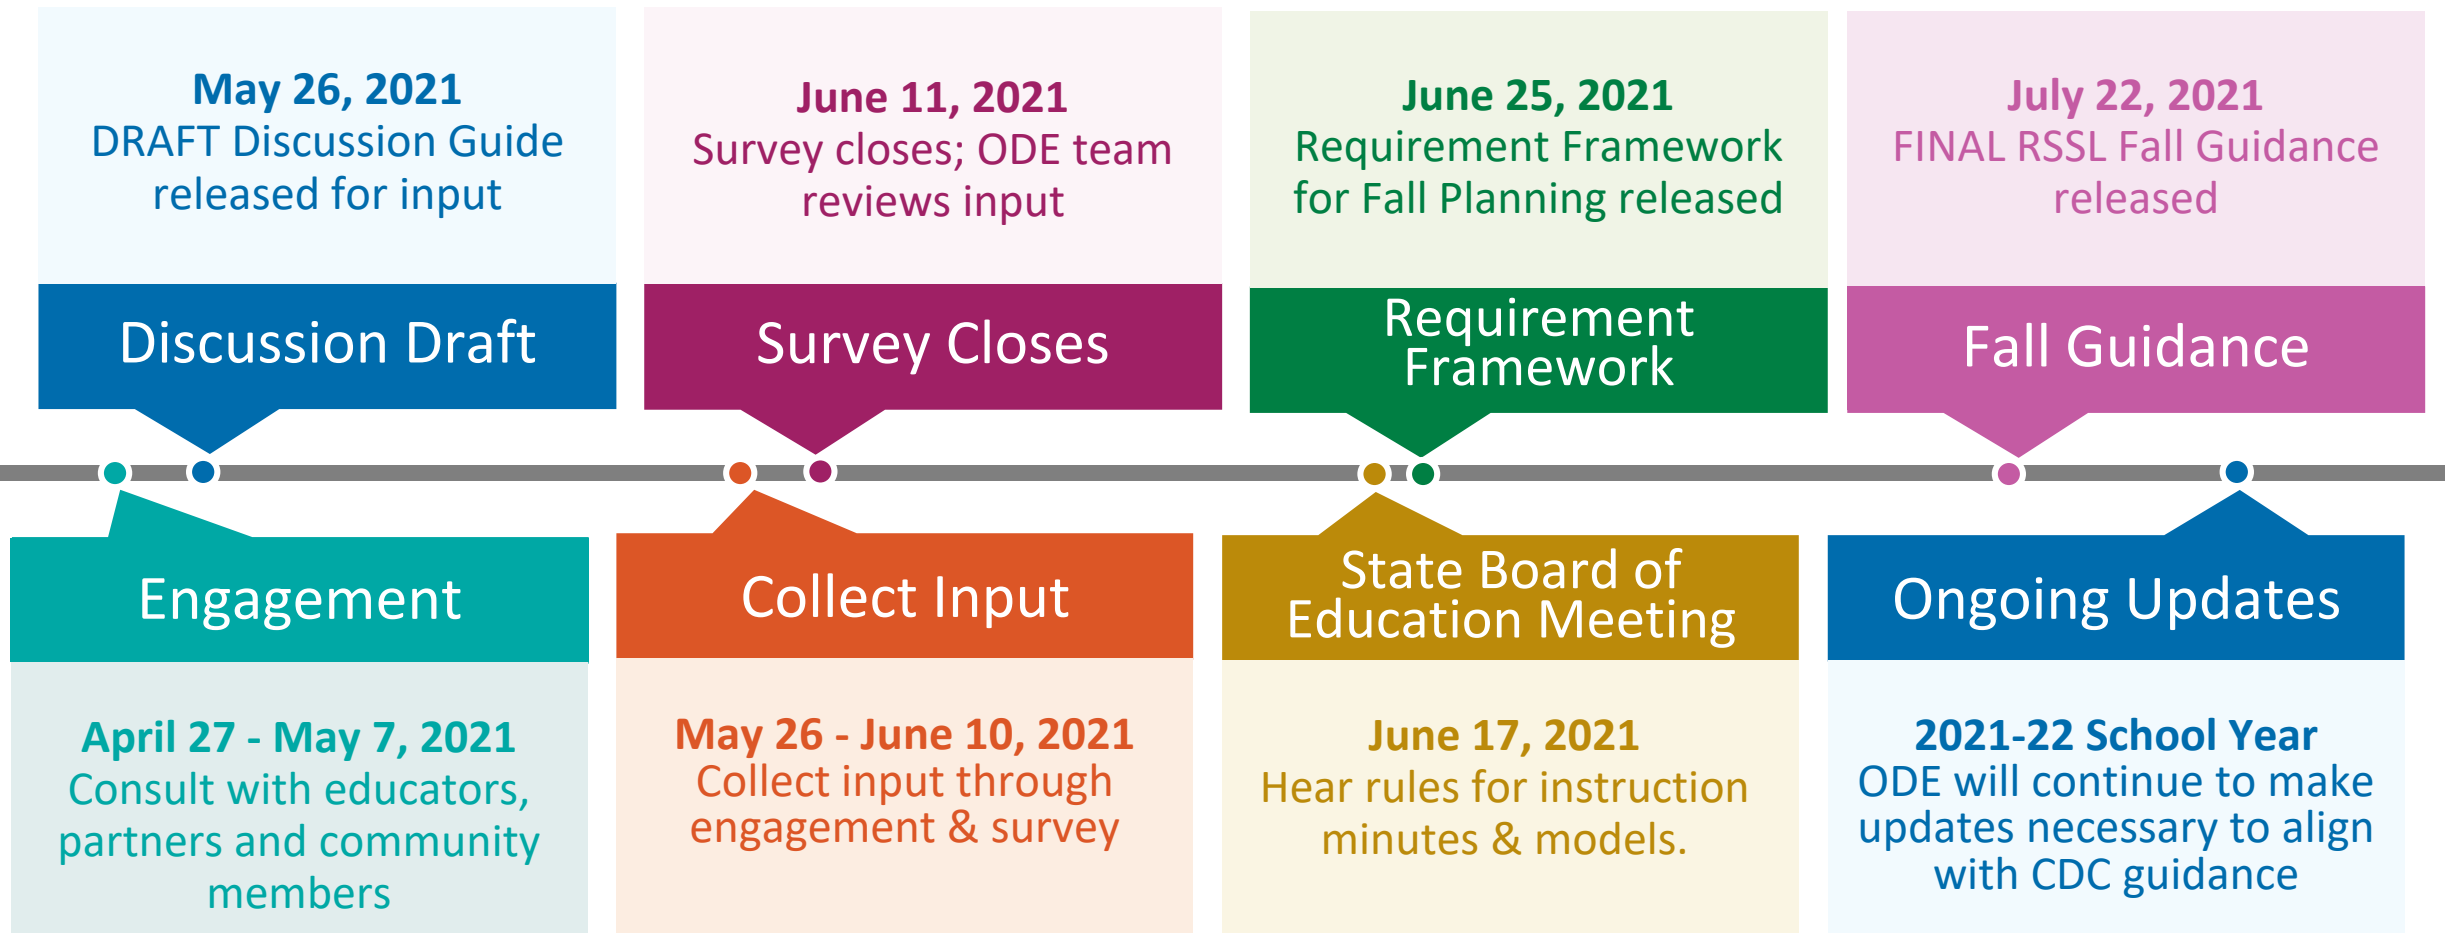 May 26, 2021
DRAFT Discussion Guide
released for input
Discussion Draft
June 11, 2021
Survey closes; ODE team
reviews input
Survey Closes
June 25, 2021
Requirement Framework
for Fall Planning released
Requirement
Framework
July 22, 2021
FINAL RSSL Fall Guidance
released
Fall Guidance
Engagement
April 27 - May 7, 2021
Consult with educators,
partners and community
members
Collect Input
May 26 - June 10, 2021
Collect input through
engagement & survey
State Board of
Education Meeting
June 17, 2021
Hear rules for instruction
minutes & models.
Ongoing Updates
2021-22 School Year
ODE will continue to make
updates necessary to align
with CDC guidance